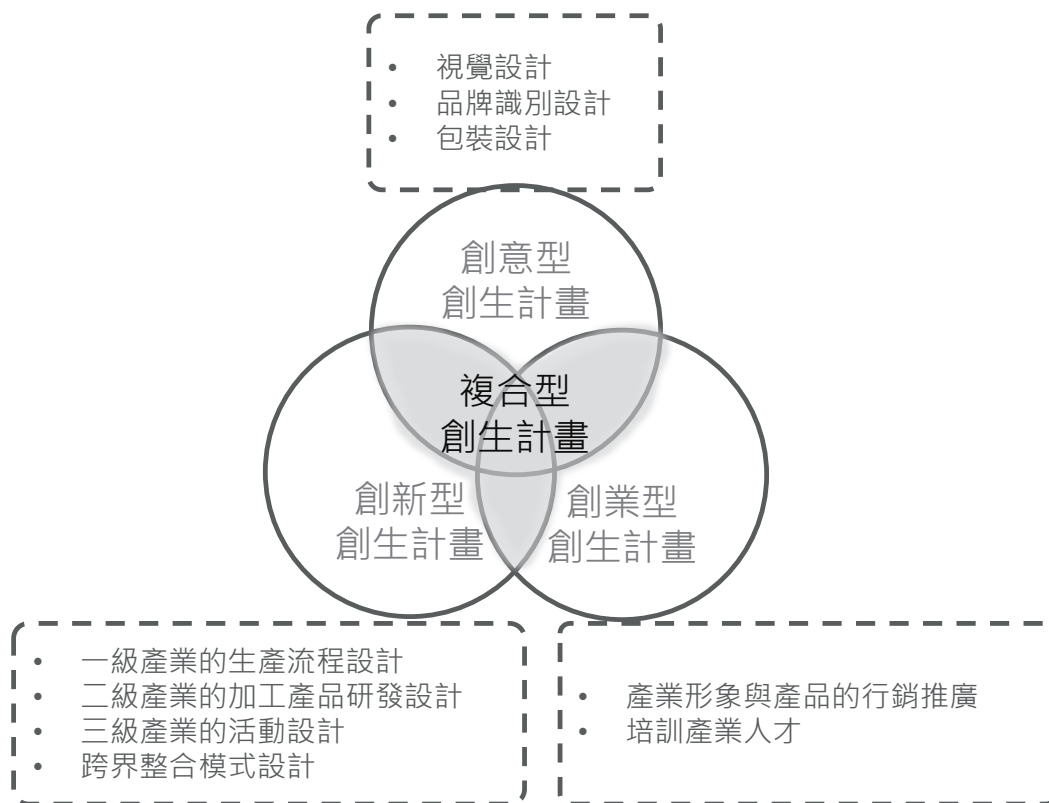 • 視覺設計
• 品牌識別設計
• 包裝設計
創意型
創生計畫
複合型
創生計畫
創新型
創生計畫
創業型
創生計畫
• 一級產業的生產流程設計
• 二級產業的加工產品研發設計
• 三級產業的活動設計
• 跨界整合模式設計
• 產業形象與產品的行銷推廣
• 培訓產業人才